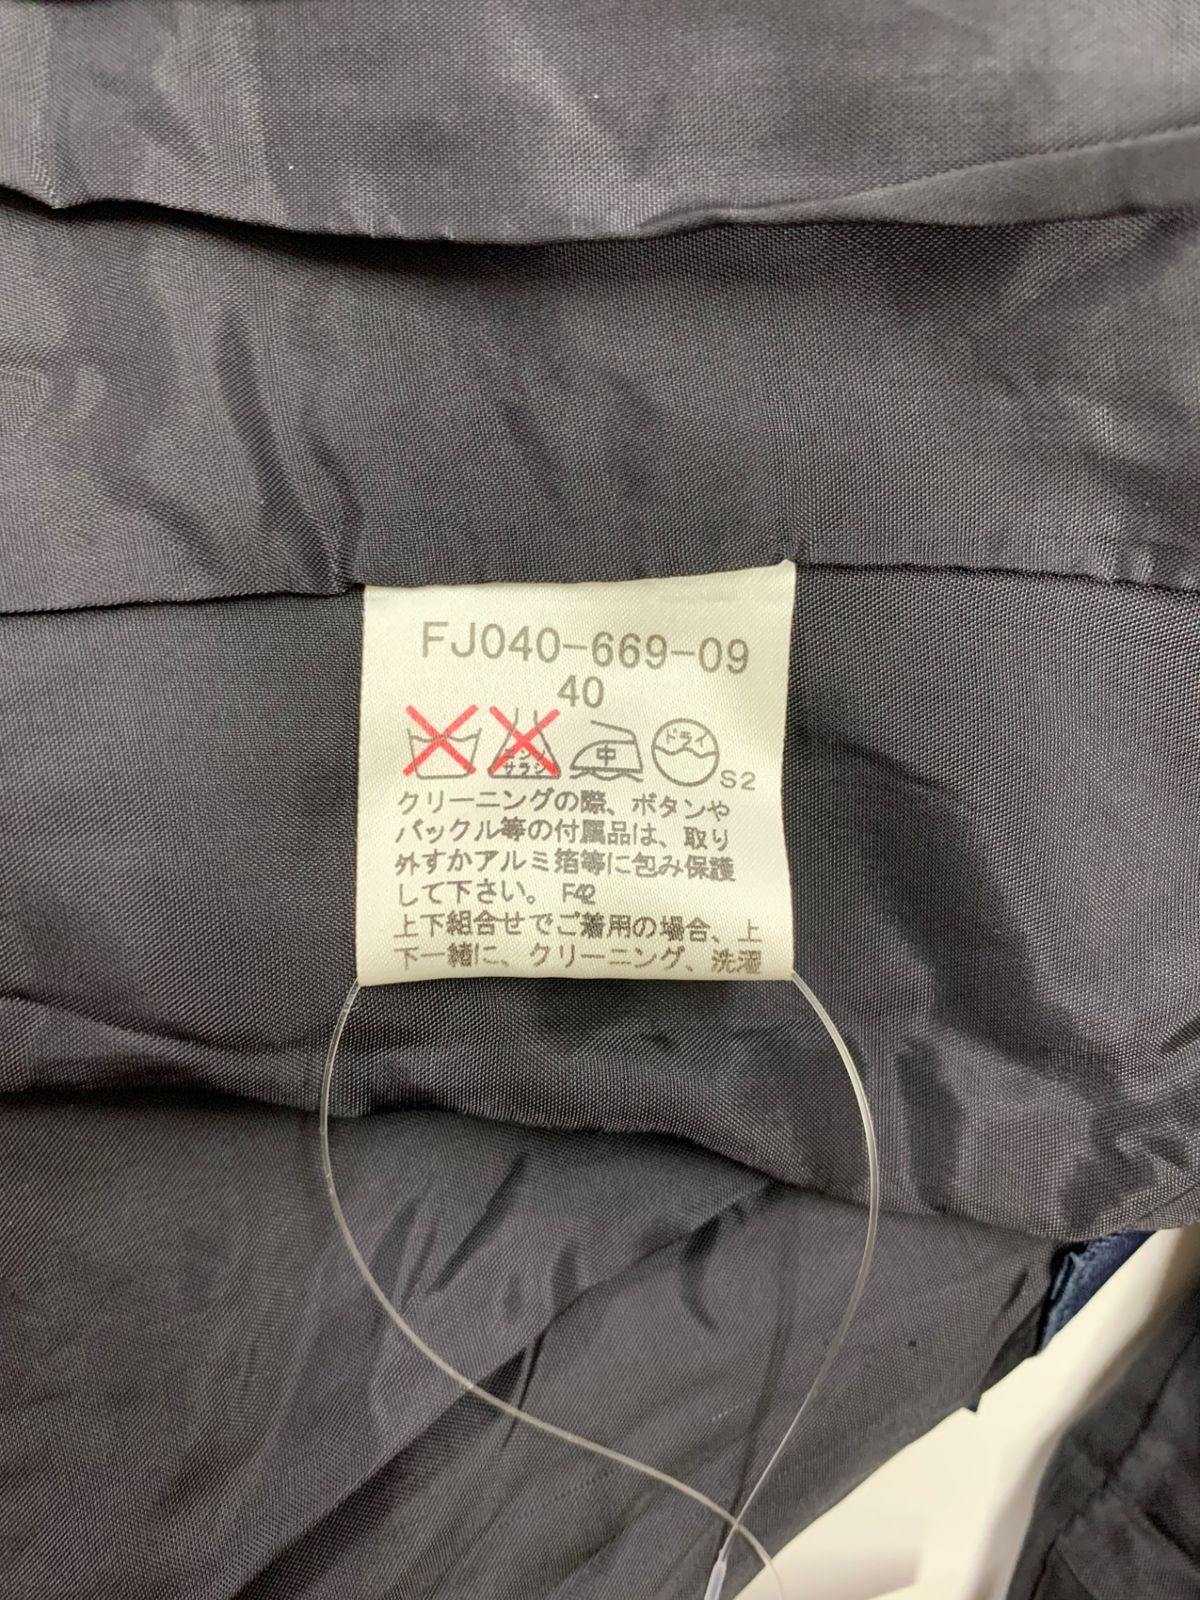 FJ040-669-09
40
エンソ
サラシ
中
ドライ
S2
クリーニングの際、ボタンや
バックル等の付属品は、取り
外すかアルミ箔等に包み保護
して下さい。 F42
上下組合せでご着用の場合、上
下一緒に、クリーニング、洗濯